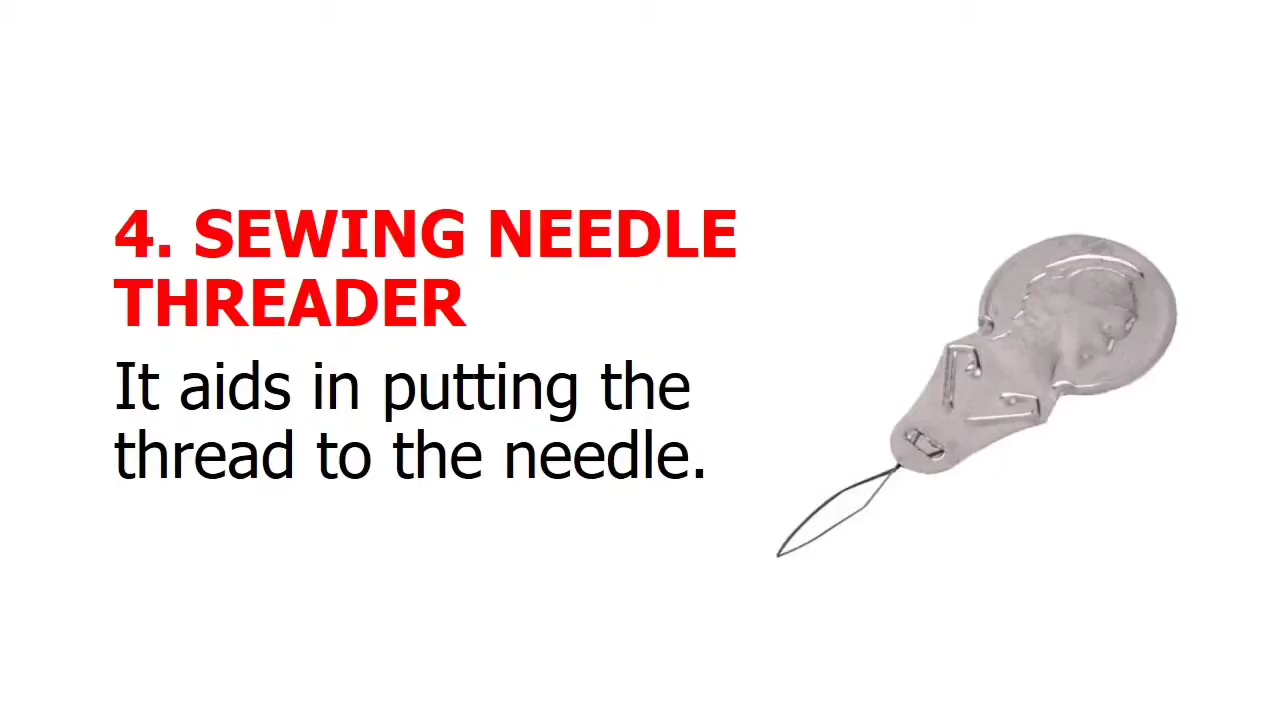 4. SEWING NEEDLE
THREADER
It aids in putting the
thread to the needle.